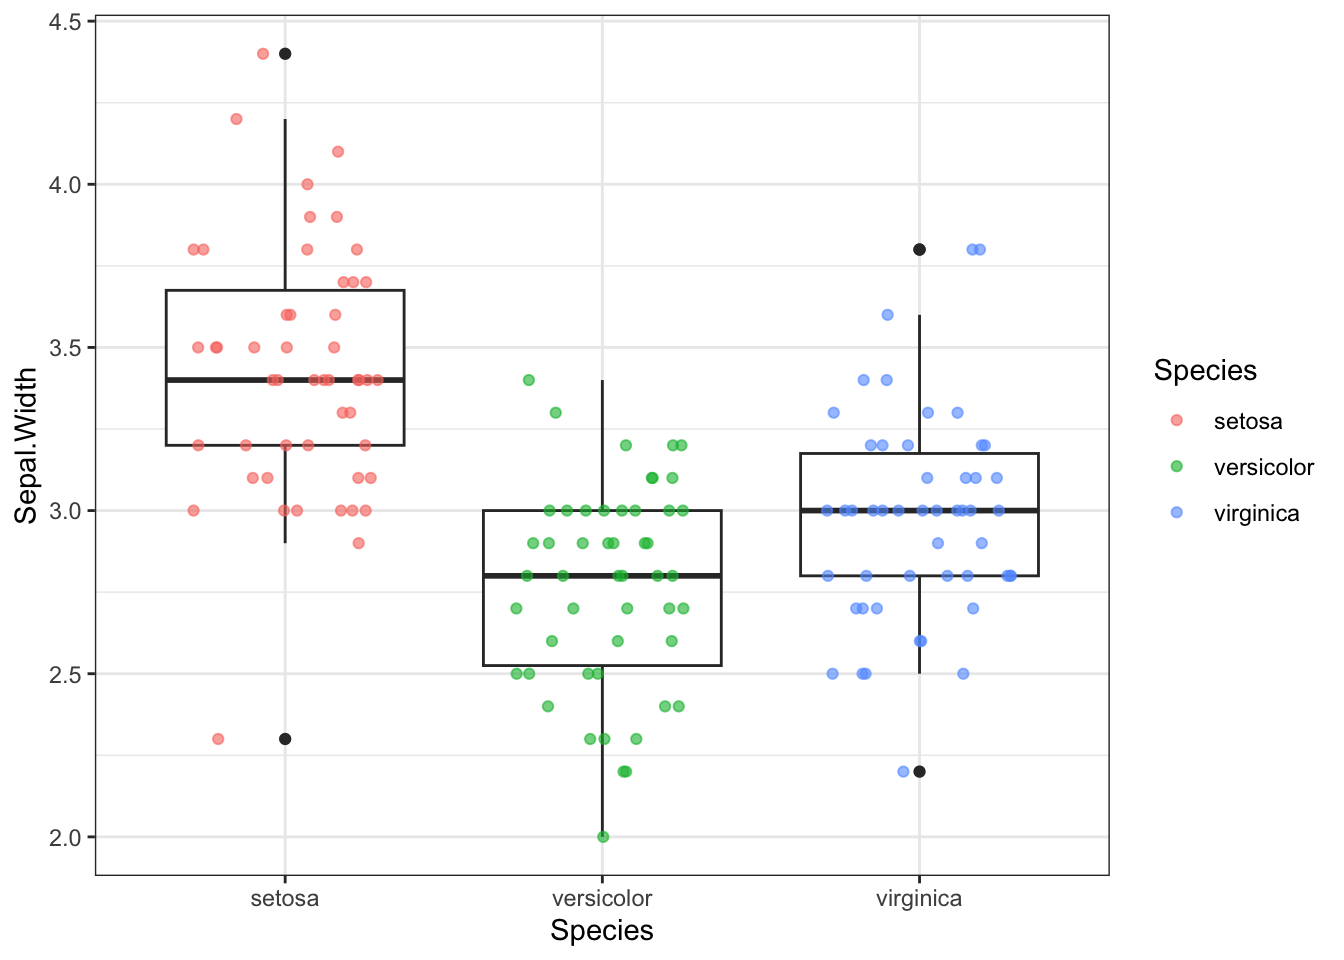 4.5
4.0
3.5
3.0
2.5
2.0
Sepal.Width
setosa
versicolor
virginica
Species
Species
setosa
versicolor
virginica